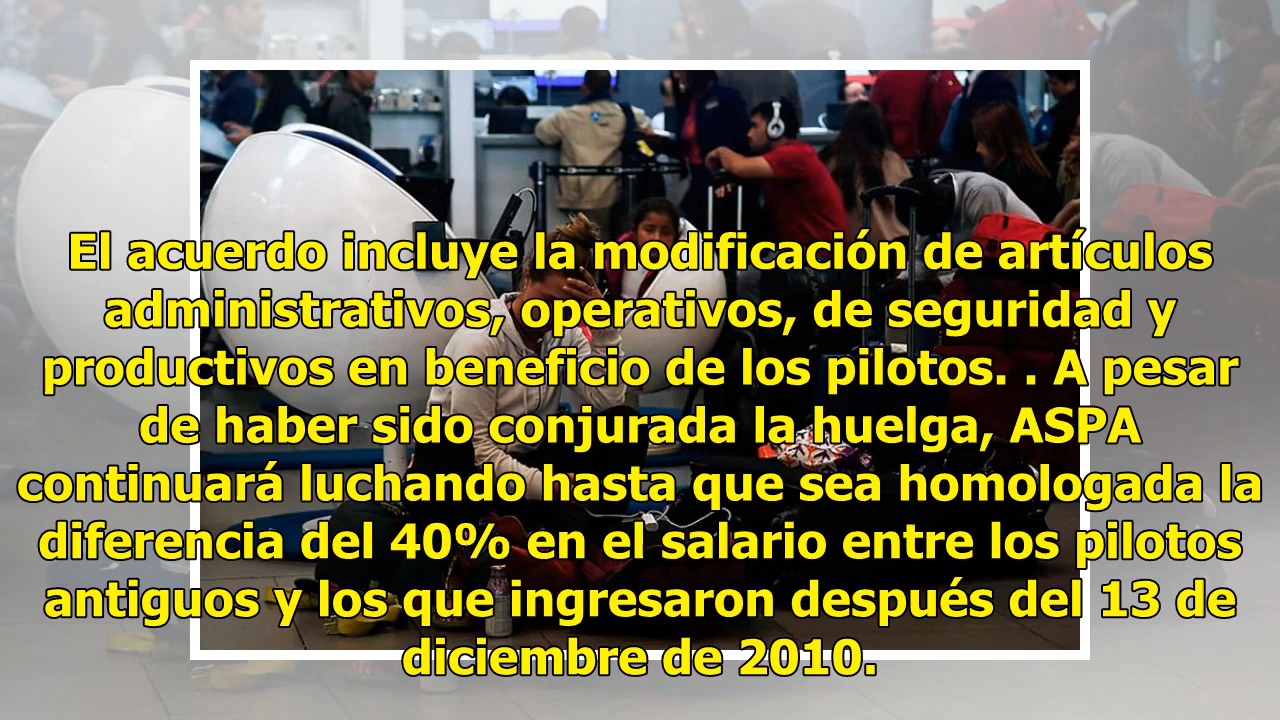 El acuerdo incluye la modificación de artículos
administrativos, operativos, de seguridad y
productivos en beneficio de los pilotos. . A pesar
de haber sido conjurada la huelga, ASPA
continuará luchando hasta que sea homologada la
diferencia del 40% en el salario entre los pilotos
antiguos y los que ingresaron después del 13 de
diciembre de 2010.